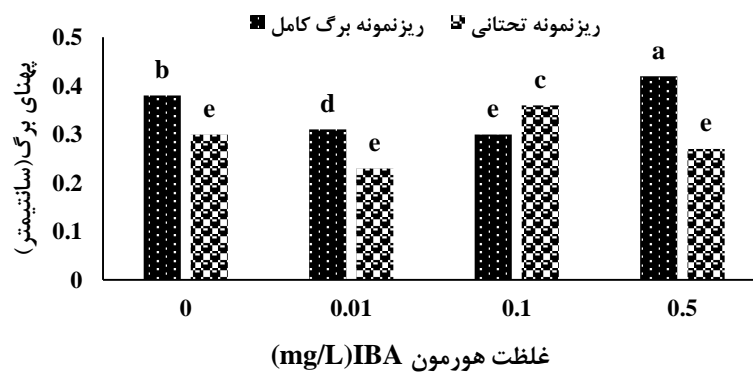 ریزنمونه برگ کامل ریزنمونه تحتانی
پهنای برگ(سانتیمتر)
0.5
0.4
0.3
0.2
0.1
0
b e d e e c a e
0 0.01 0.1 0.5
غلظت هورمون IBA(mg/L)